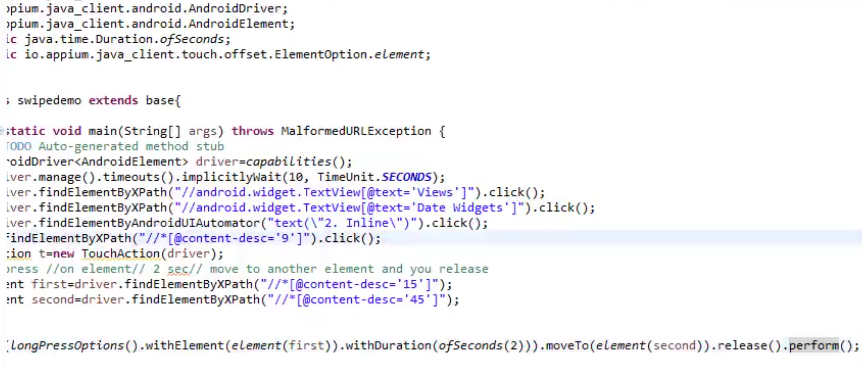 ppium.java_client.android.AndroidDriver;
ppium.java_client.android.AndroidElement;
ic java.time.Duration.ofSeconds;
ic io.appium.java_client.touch.offset.ElementOption.element;
s swipedemo extends base{
static void main(String[] args) throws MalformedURLException {
TODO Auto-generated method stub
roidDriver<AndroidElement> driver=capabilities();
iver.manage().timeouts().implicitlyWait(10, TimeUnit.SECONDS);
iver.findElementByXPath("//android.widget.TextView[@text='Views']").click();
iver.findElementByXPath("//android.widget.TextView[@text='Date Widgets']").click();
iver.findElementByAndroidUIAutomator("text(\"2. Inline\")").click();
findElementByXPath("//*[@content-desc='9']").click();
tion t=new TouchAction(driver);
press //on element// 2 sec// move to another element and you release
ent first=driver.findElementByXPath("//*[@content-desc='15']");
ent second=driver.findElementByXPath("//*[@content-desc='45']");
(longPressOptions().withElement(element(first)).withDuration(ofSeconds(2))).moveTo(element(second)).release().perform();